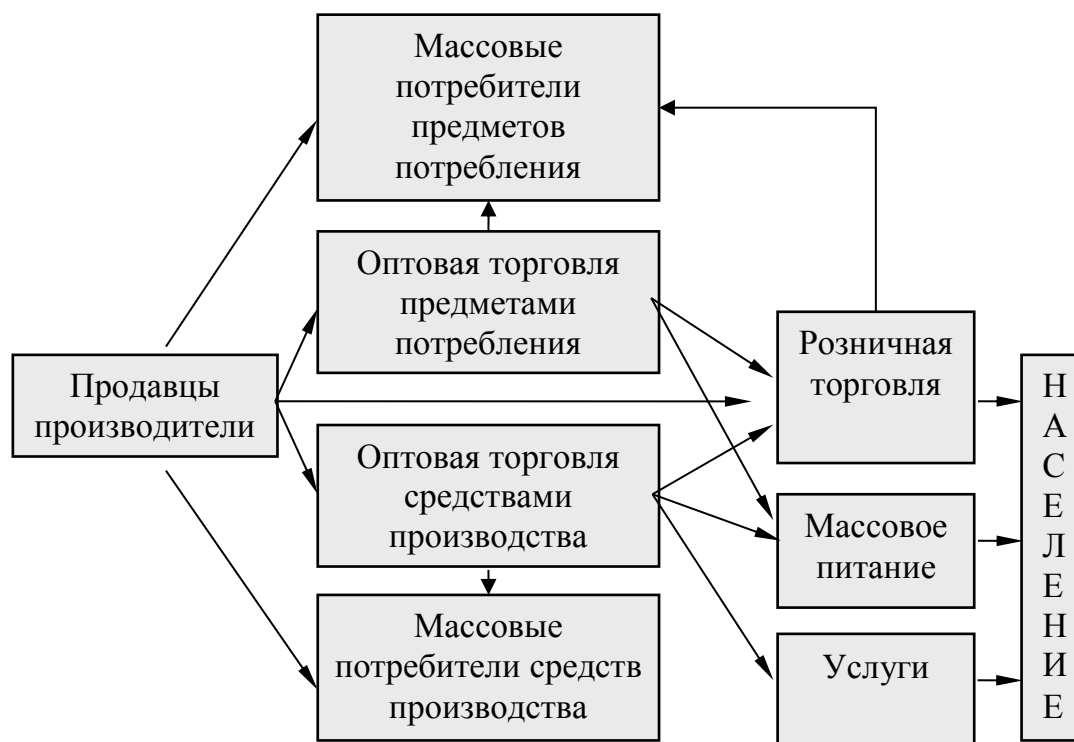 Массовые
потребители
предметов
потребления
Оптовая торговля
предметами
потребления
Продавцы
производители
Оптовая торговля
средствами
производства
Массовые
потребители средств
производства
Розничная
торговля
Массовое
питание
Услуги
Н
А
С
Е
Л
Е
Н
И
Е